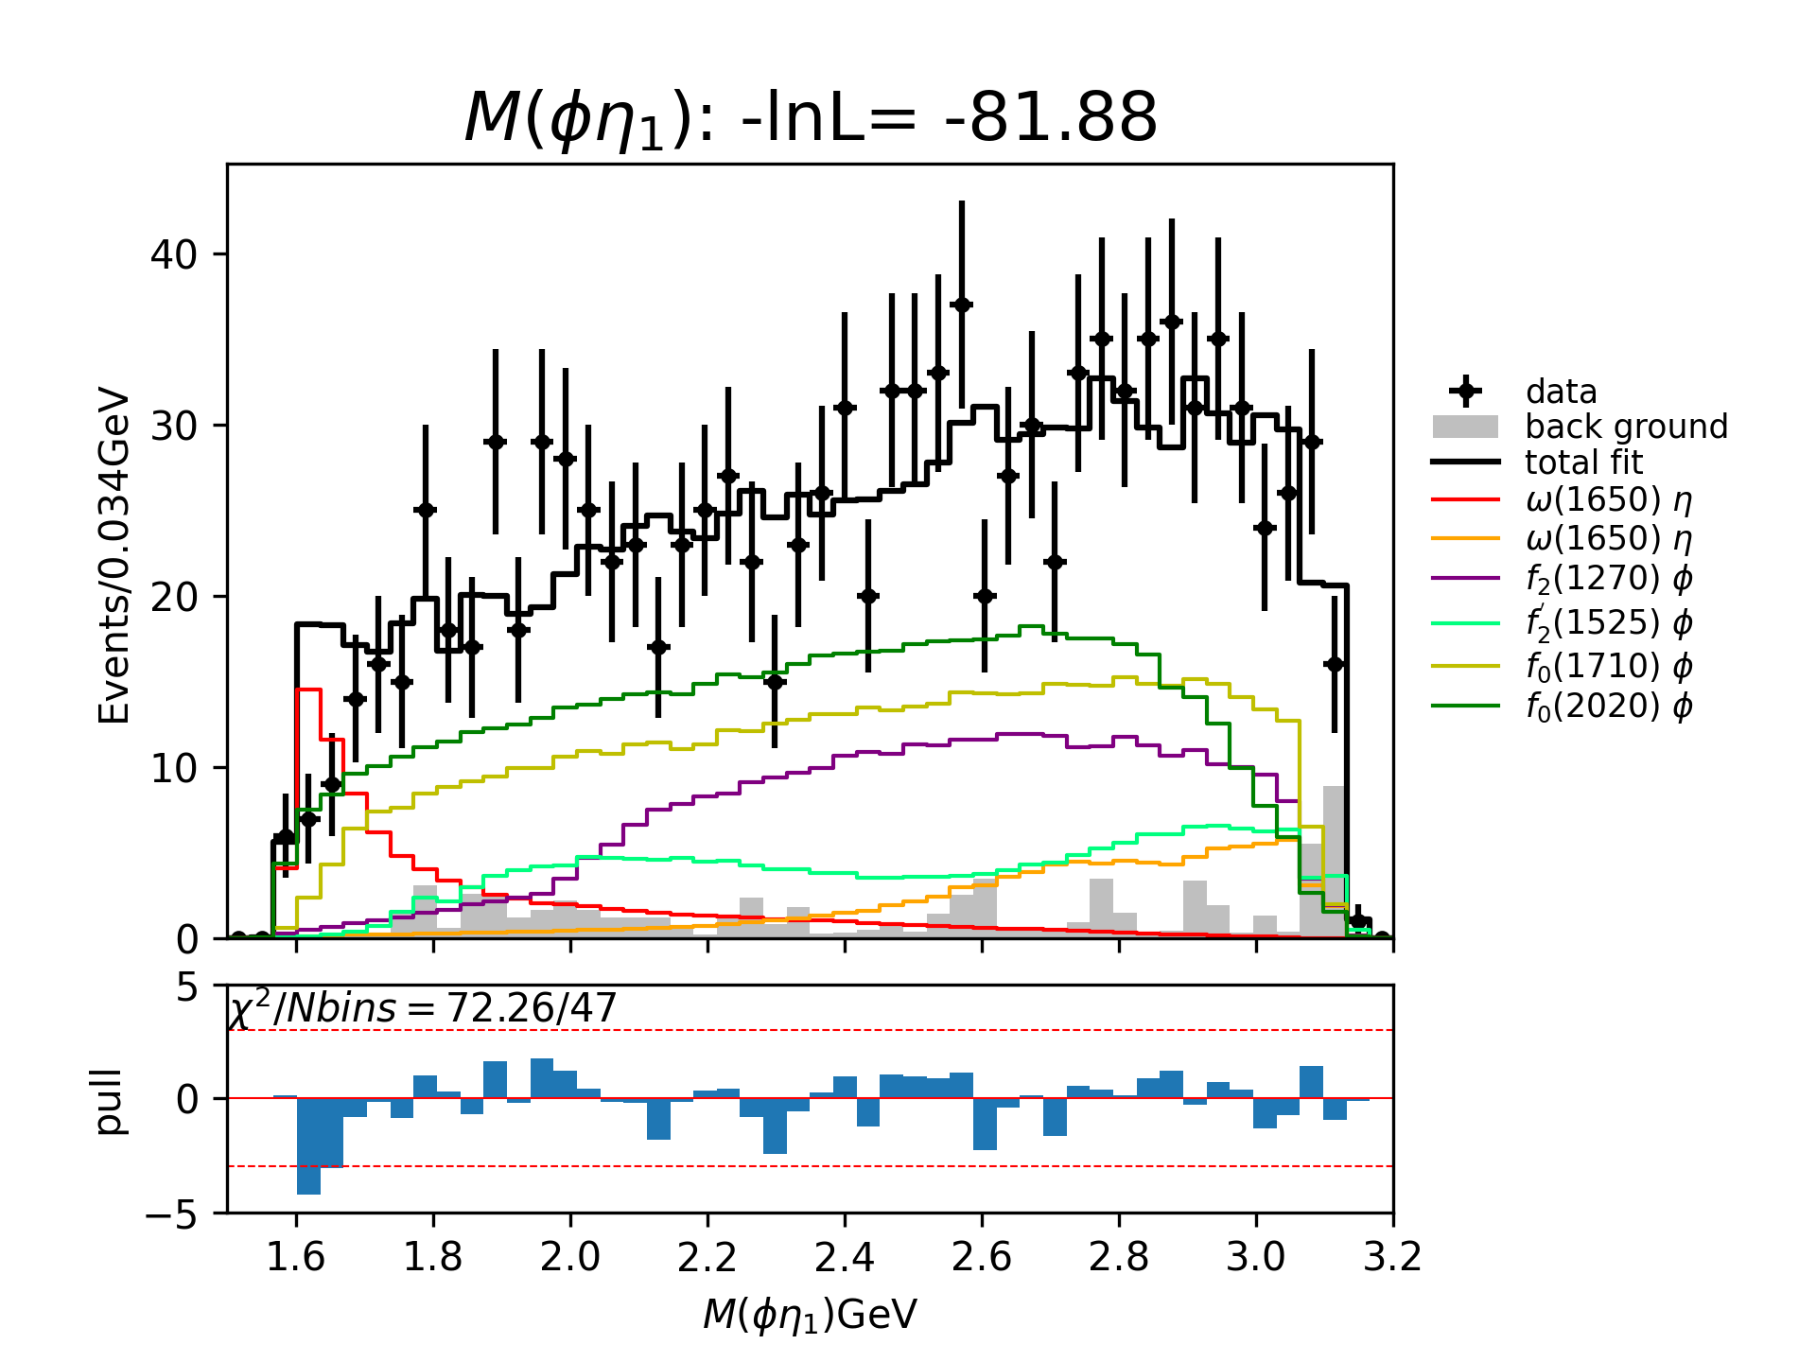 M(ϕη₁): -lnL= -81.88
Events/0.034GeV
40
30
20
10
0
data
back ground
total fit
ω(1650) η
ω(1650) η
f₂(1270) ϕ
f₂′(1525) ϕ
f₀(1710) ϕ
f₀(2020) ϕ
χ²/Nbins = 72.26/47
pull
5
0
−5
1.6 1.8 2.0 2.2 2.4 2.6 2.8 3.0 3.2
M(ϕη₁)GeV